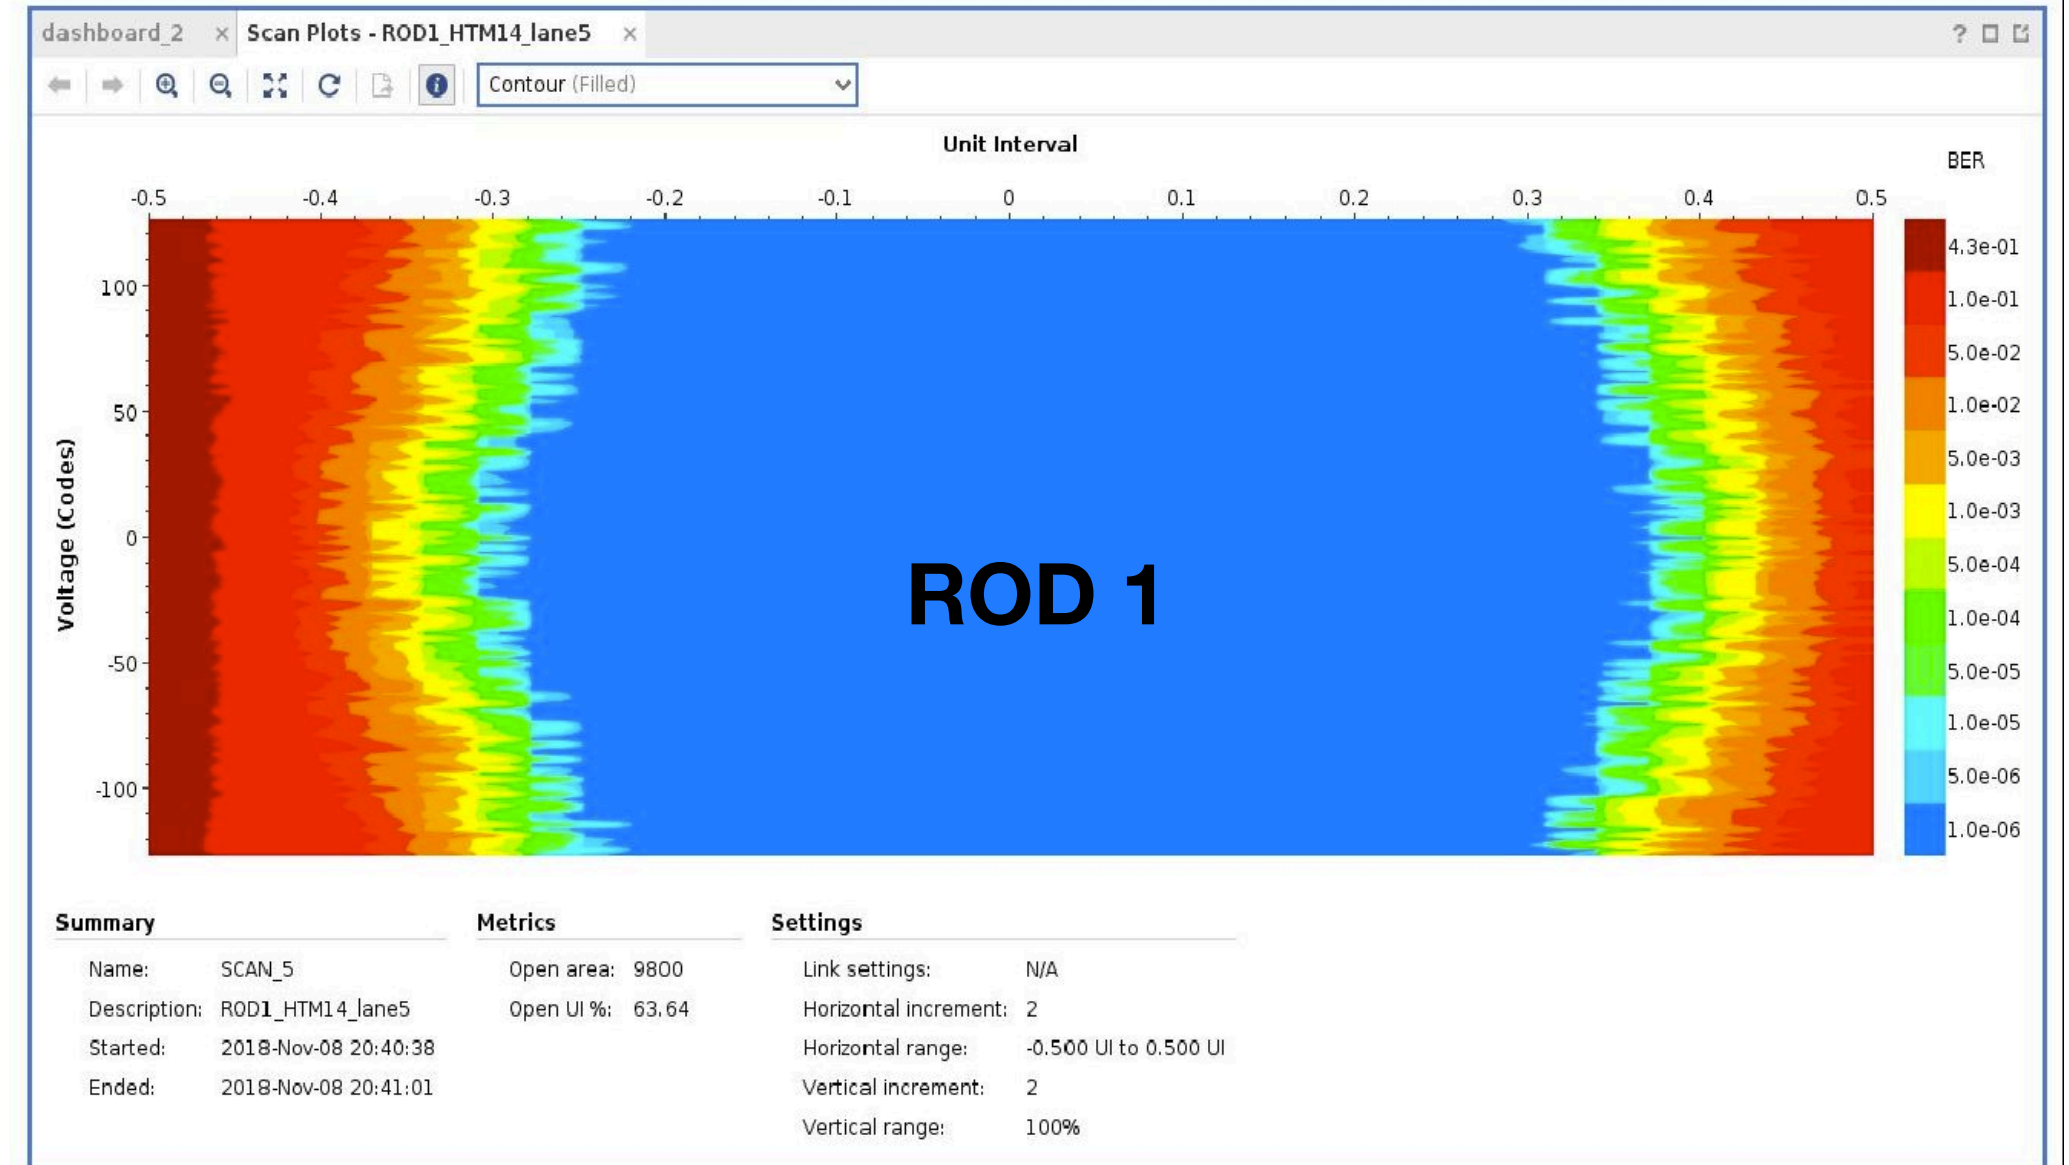 dashboard_2 × Scan Plots - ROD1_HTM14_lane5 × ?
Contour (Filled)
Unit Interval
BER
-0.5 -0.4 -0.3 -0.2 -0.1 0 0.1 0.2 0.3 0.4 0.5
4.3e-01
100
1.0e-01
5.0e-02
50
1.0e-02
5.0e-03
1.0e-03
Voltage (Codes)
0
5.0e-04
ROD 1
1.0e-04
-50
5.0e-05
1.0e-05
-100
5.0e-06
1.0e-06
Summary
Name: SCAN_5
Description: ROD1_HTM14_lane5
Started: 2018-Nov-08 20:40:38
Ended: 2018-Nov-08 20:41:01
Metrics
Open area: 9800
Open UI %: 63.64
Settings
Link settings: N/A
Horizontal increment: 2
Horizontal range: -0.500 UI to 0.500 UI
Vertical increment: 2
Vertical range: 100%